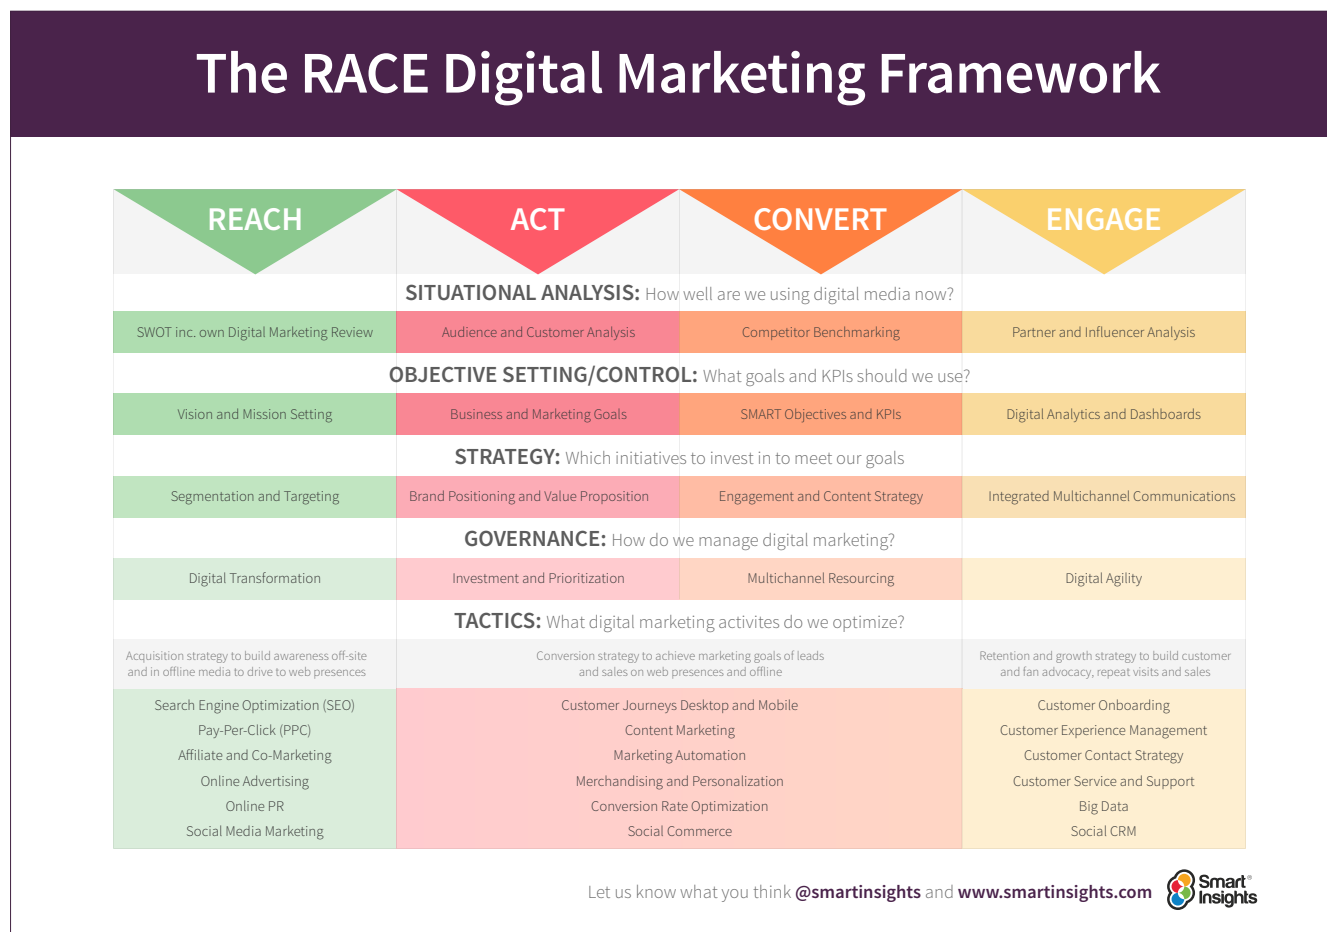 The RACE Digital Marketing Framework
REACH
ACT
CONVERT
ENGAGE
SITUATIONAL ANALYSIS: How well are we using digital media now?
SWOT inc. own Digital Marketing Review
Audience and Customer Analysis
Competitor Benchmarking
Partner and Influencer Analysis
OBJECTIVE SETTING/CONTROL: What goals and KPIs should we use?
Vision and Mission Setting
Business and Marketing Goals
SMART Objectives and KPIs
Digital Analytics and Dashboards
STRATEGY: Which initiatives to invest in to meet our goals
Segmentation and Targeting
Brand Positioning and Value Proposition
Engagement and Content Strategy
Integrated Multichannel Communications
GOVERNANCE: How do we manage digital marketing?
Digital Transformation
Investment and Prioritization
Multichannel Resourcing
Digital Agility
TACTICS: What digital marketing activites do we optimize?
Acquisition strategy to build awareness off-site
and in offline media to drive to web presences
Conversion strategy to achieve marketing goals of leads
and sales on web presences and offline
Retention and growth strategy to build customer
and fan advocacy, repeat visits and sales
Search Engine Optimization (SEO)
Pay-Per-Click (PPC)
Affiliate and Co-Marketing
Online Advertising
Online PR
Social Media Marketing
Customer Journeys Desktop and Mobile
Content Marketing
Marketing Automation
Merchandising and Personalization
Conversion Rate Optimization
Social Commerce
Customer Onboarding
Customer Experience Management
Customer Contact Strategy
Customer Service and Support
Big Data
Social CRM
Let us know what you think @smartinsights and www.smartinsights.com
Smart®
Insights